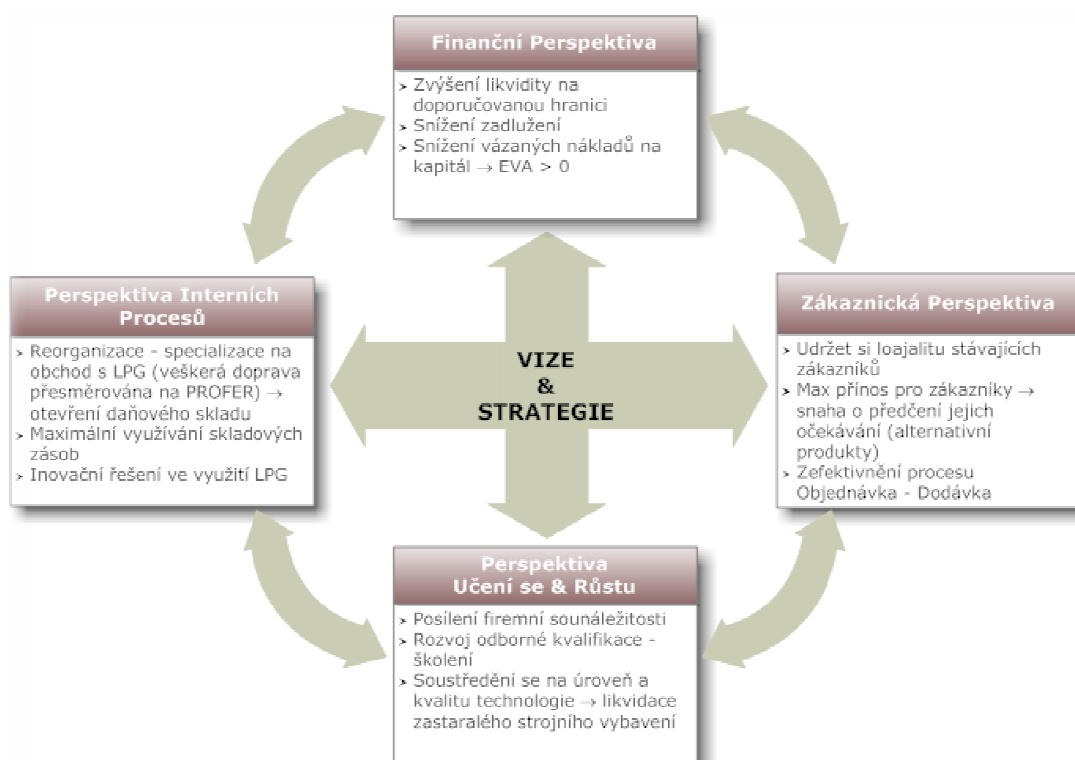 Finanční Perspektiva
> Zvýšení likvidity na
doporučovanou hranici
> Snížení zadlužení
> Snížení vázaných nákladů na
kapitál → EVA > 0
Perspektiva Interních
Procesů
> Reorganizace - specializace na
obchod s LPG (veškerá doprava
přesměrována na PROFER) →
otevření daňového skladu
> Maximální využívání skladových
zásob
> Inovační řešení ve využití LPG
VIZE
&
STRATEGIE
Zákaznická Perspektiva
> Udržet si loajalitu stávajících
zákazníků
> Max přínos pro zákazníky →
snaha o předčení jejich
očekávání (alternativní
produkty)
> Zefektivnění procesu
Objednávka - Dodávka
Perspektiva
Učení se & Růstu
> Posílení firemní sounáležitosti
> Rozvoj odborné kvalifikace -
školení
> Soustředění se na úroveň a
kvalitu technologie → likvidace
zastaralého strojního vybavení